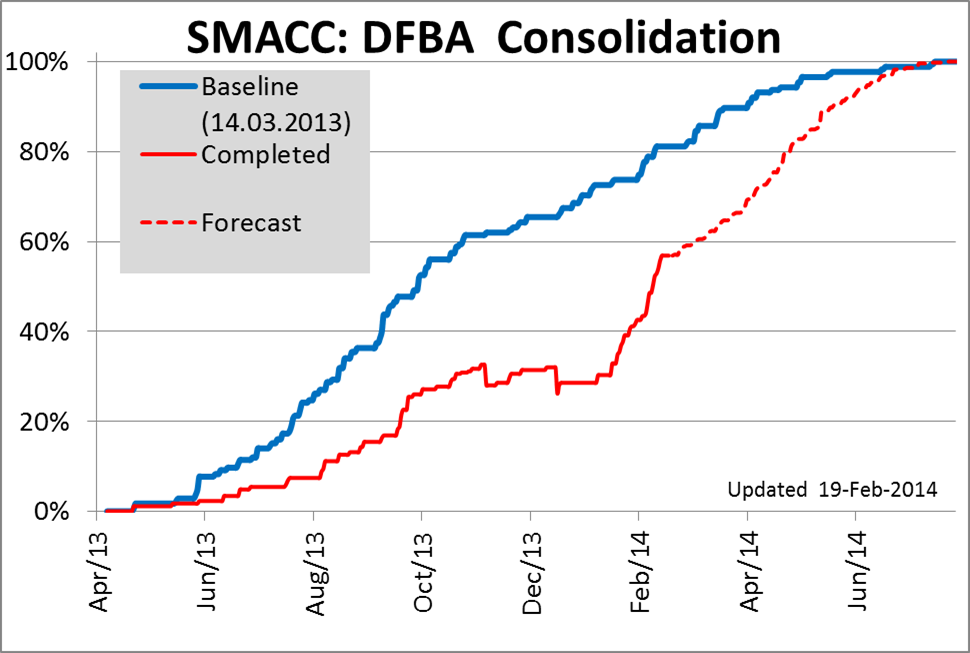 SMACC: DFBA Consolidation
100%
80%
60%
40%
20%
0%
Baseline
(14.03.2013)
Completed
Forecast
Updated 19-Feb-2014
Apr/13
Jun/13
Aug/13
Oct/13
Dec/13
Feb/14
Apr/14
Jun/14